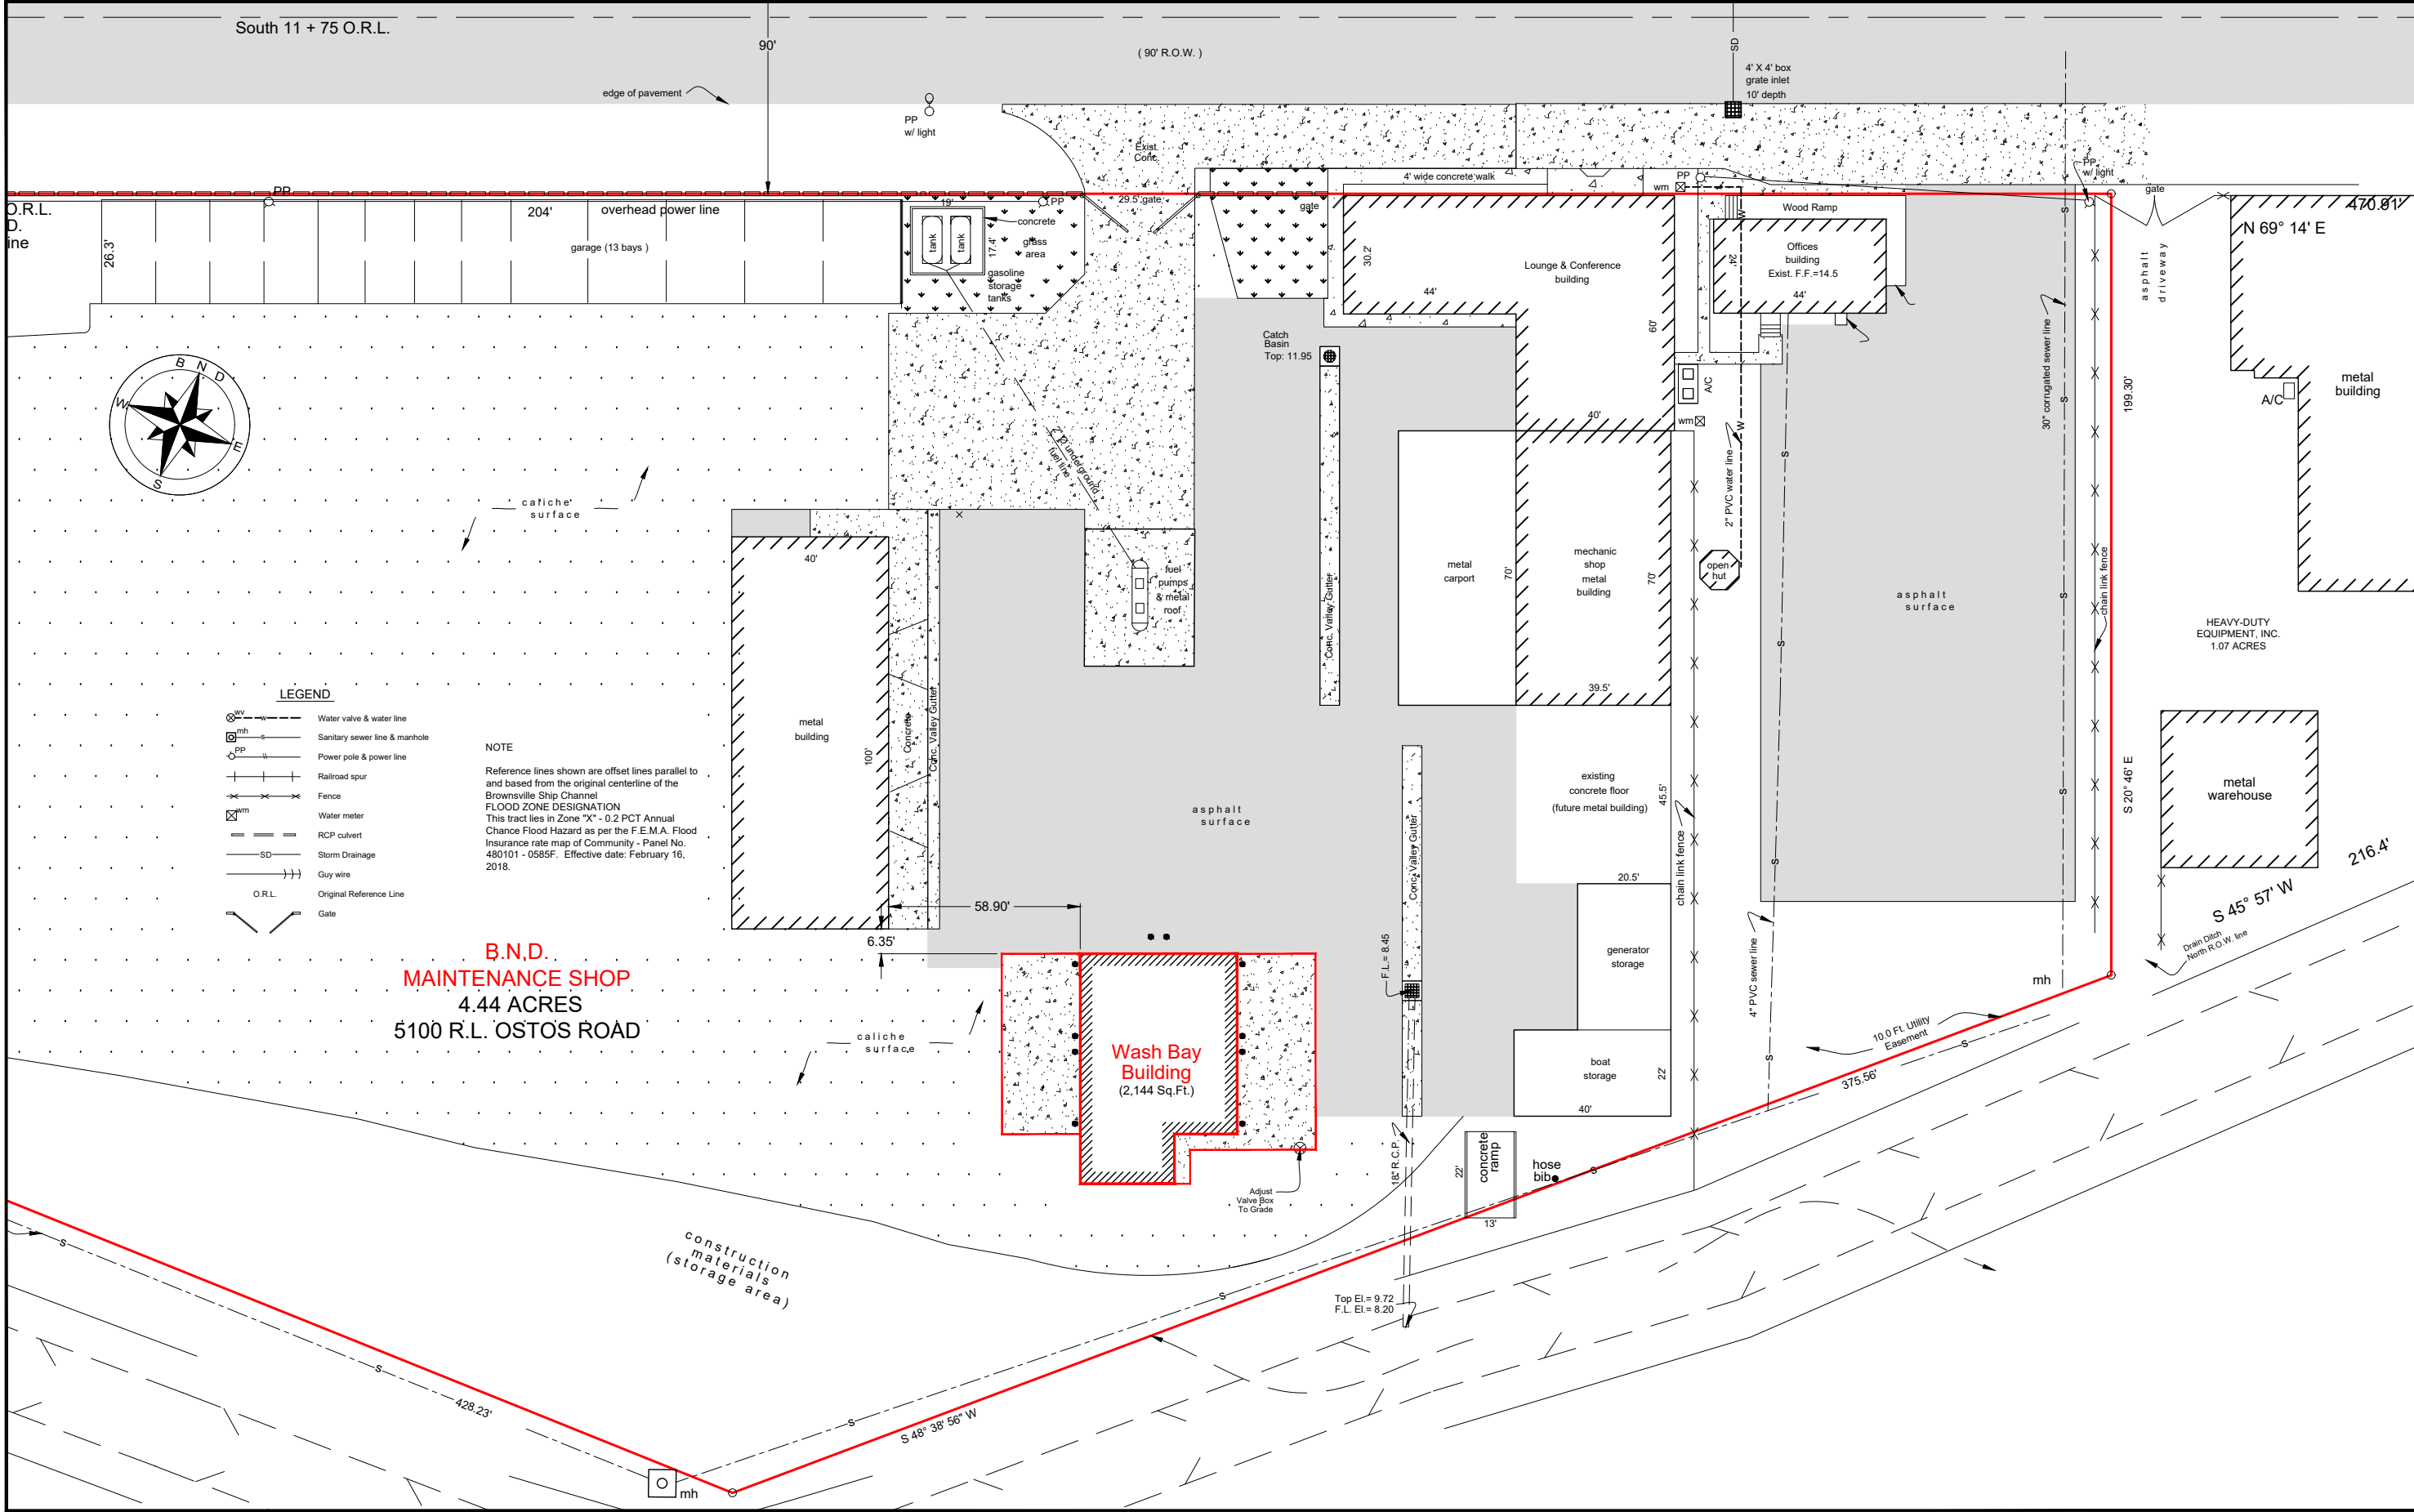 South 11 + 75 O.R.L.
90'
( 90' R.O.W. )
SD
4' X 4' box
grate inlet
10' depth
edge of pavement
PP
w/ light
Exist.
Conc.
4' wide concrete walk
PP
wm
PP
w/ light
gate
PP
O.R.L.
D.
ine
26.3'
204'
overhead power line
garage (13 bays )
19'
PP
concrete
tank
tank
17.4'
grass
area
gasoline
storage
tanks
29.5' gate
gate
30.2'
44'
Lounge & Conference
building
60'
40'
W
Wood Ramp
24'
Offices
building
Exist. F.F.=14.5
44'
S
470.91'
N 69° 14' E
asphalt
driveway
30" corrugated sewer line
199.30'
metal
building
A/C
Catch
Basin
Top: 11.95
A/C
wm
W
2" PVC water line
S
S
B N D
W
E
S
2" Ø underground
fuel line
caliche
surface
40'
metal
building
100'
Concrete
Conc. Valley Gutter
fuel
pumps
& metal
roof
Conc. Valley Gutter
metal
carport
70'
mechanic
shop
metal
building
70'
39.5'
open
hut
asphalt
surface
S
S
chain link fence
HEAVY-DUTY
EQUIPMENT, INC.
1.07 ACRES
LEGEND
wv
w
Water valve & water line
mh
s
Sanitary sewer line & manhole
PP
Power pole & power line
Railroad spur
Fence
wm
Water meter
RCP culvert
SD
Storm Drainage
Guy wire
O.R.L.
Original Reference Line
Gate
NOTE
Reference lines shown are offset lines parallel to
and based from the original centerline of the
Brownsville Ship Channel
FLOOD ZONE DESIGNATION
This tract lies in Zone "X" - 0.2 PCT Annual
Chance Flood Hazard as per the F.E.M.A. Flood
Insurance rate map of Community - Panel No.
480101 - 0585F. Effective date: February 16,
2018.
asphalt
surface
existing
concrete floor
(future metal building)
45.5'
Conc. Valley Gutter
chain link fence
20.5'
S
S
S 20° 46' E
metal
warehouse
216.4'
S 45° 57' W
Drain Ditch
North R.O.W. line
58.90'
6.35'
B.N.D.
MAINTENANCE SHOP
4.44 ACRES
5100 R.L. OSTOS ROAD
F.L.= 8.45
generator
storage
4" PVC sewer line
mh
caliche
surface
Wash Bay
Building
(2,144 Sq.Ft.)
boat
storage
22'
40'
S
10.0 Ft. Utility
Easement
S
375.56'
18" R.C.P.
22'
concrete
ramp
13'
hose
bib
S
Adjust
Valve Box
To Grade
construction
materials
(storage area)
S
Top El.= 9.72
F.L. El.= 8.20
S
S
428.23'
S
S 48° 38' 56" W
mh